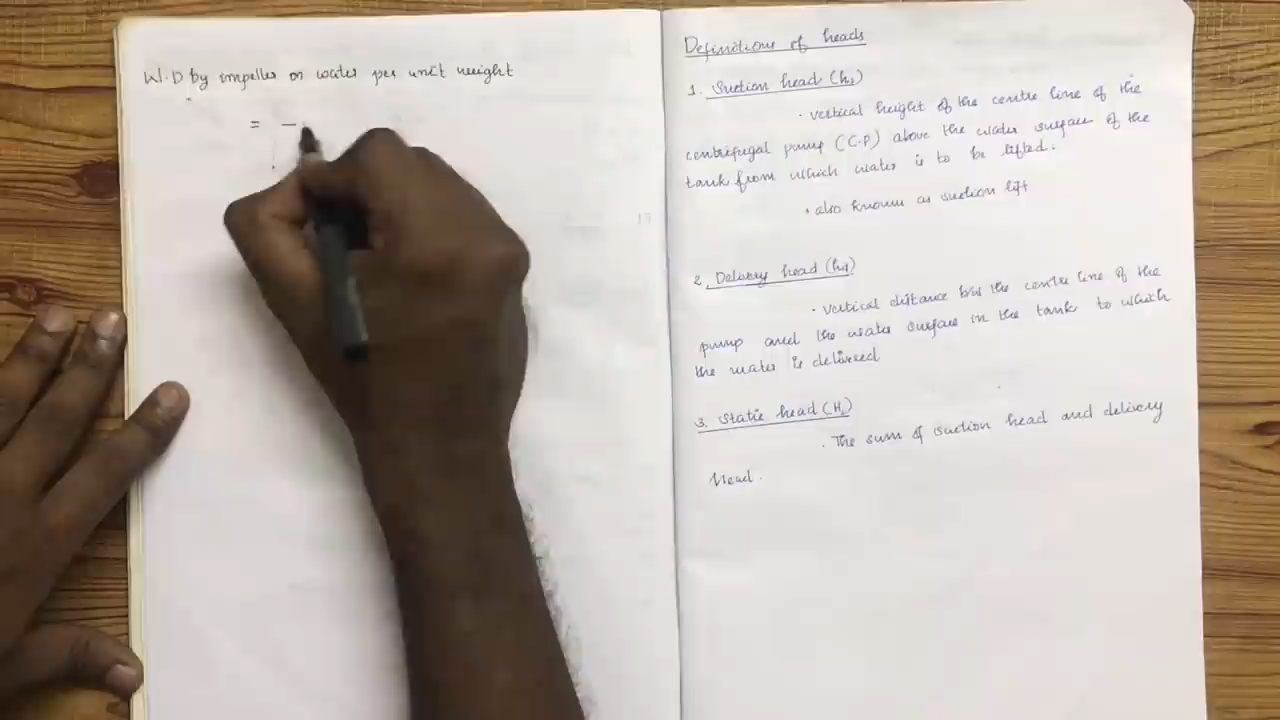 W.D by impeller on water per unit weight
= —
Definitions of heads
1. Suction head (hs)
. vertical height of the centre line of the
centrifugal pump (C.P) above the water surface of the
tank from which water is to be lifted.
. also known as suction lift
2. Delivery head (hd)
. vertical distance b/w the centre line of the
pump and the water surface in the tank to which
the water is delivered
3. Static head (Hs)
. The sum of suction head and delivery
head.